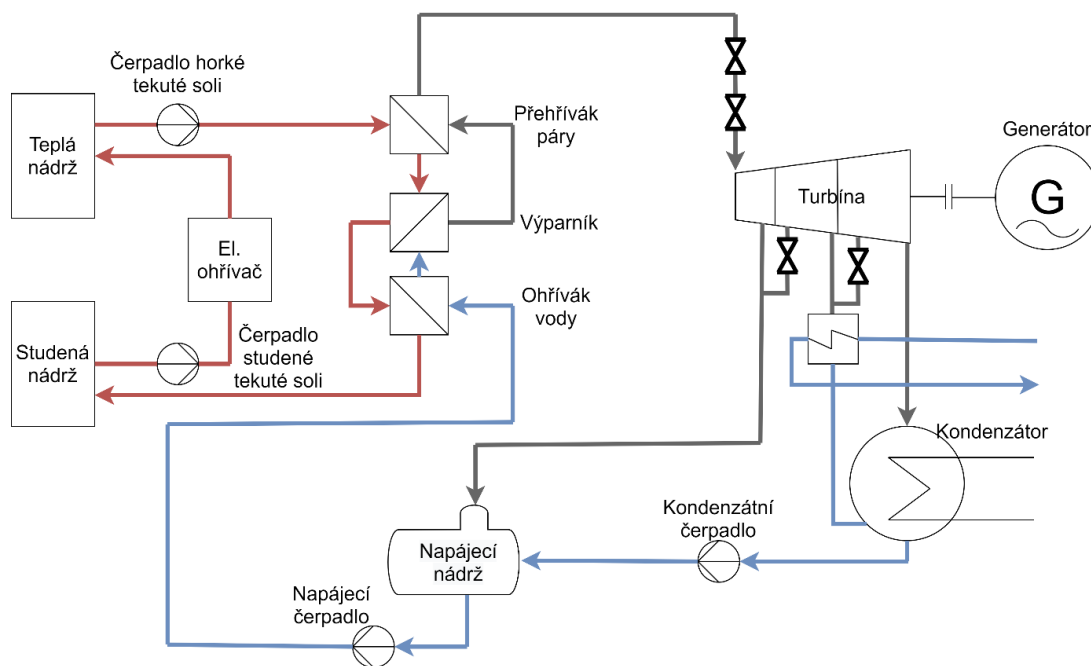 Čerpadlo horké
tekuté soli
Teplá
nádrž
Přehřívák
páry
Generátor
G
Turbína
Výparník
El.
ohřívač
Ohřívák
vody
Studená
nádrž
Čerpadlo
studené
tekuté soli
Kondenzátor
Kondenzátní
čerpadlo
Napájecí
nádrž
Napájecí
čerpadlo